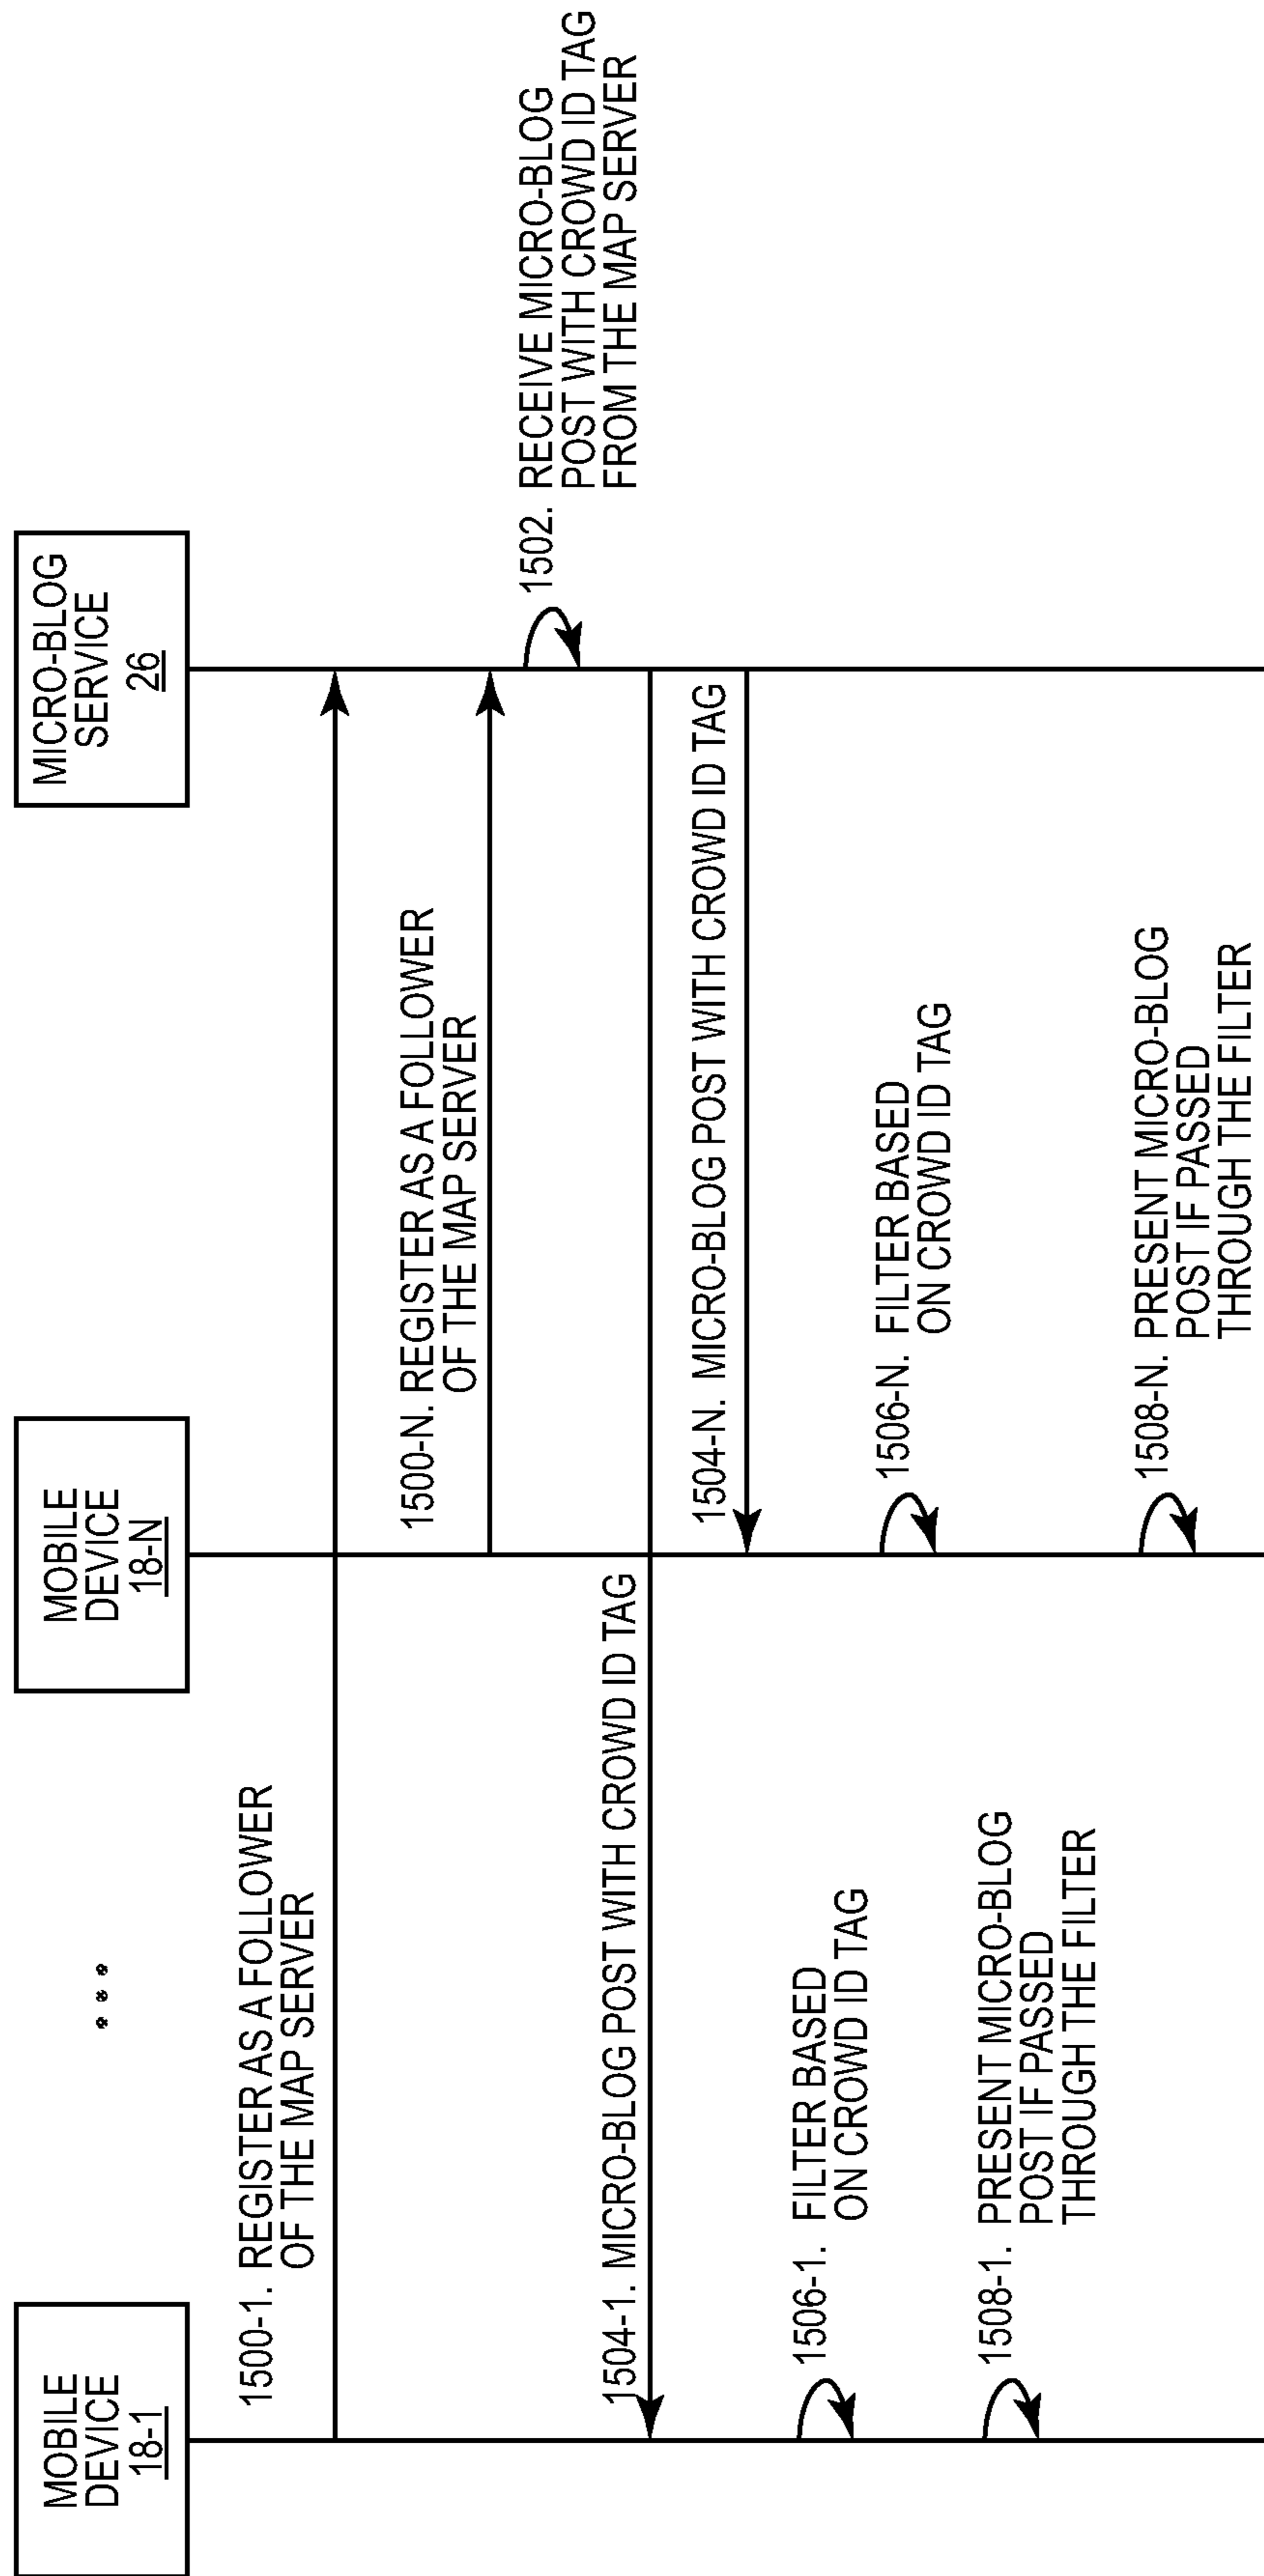 MOBILE
DEVICE
18-1
MOBILE
DEVICE
18-N
MICRO-BLOG
SERVICE
26
1500-1. REGISTER AS A FOLLOWER
OF THE MAP SERVER
1500-N. REGISTER AS A FOLLOWER
OF THE MAP SERVER
1502. RECEIVE MICRO-BLOG
POST WITH CROWD ID TAG
FROM THE MAP SERVER
1504-1. MICRO-BLOG POST WITH CROWD ID TAG
1504-N. MICRO-BLOG POST WITH CROWD ID TAG
1506-1. FILTER BASED
ON CROWD ID TAG
1506-N. FILTER BASED
ON CROWD ID TAG
1508-1. PRESENT MICRO-BLOG
POST IF PASSED
THROUGH THE FILTER
1508-N. PRESENT MICRO-BLOG
POST IF PASSED
THROUGH THE FILTER